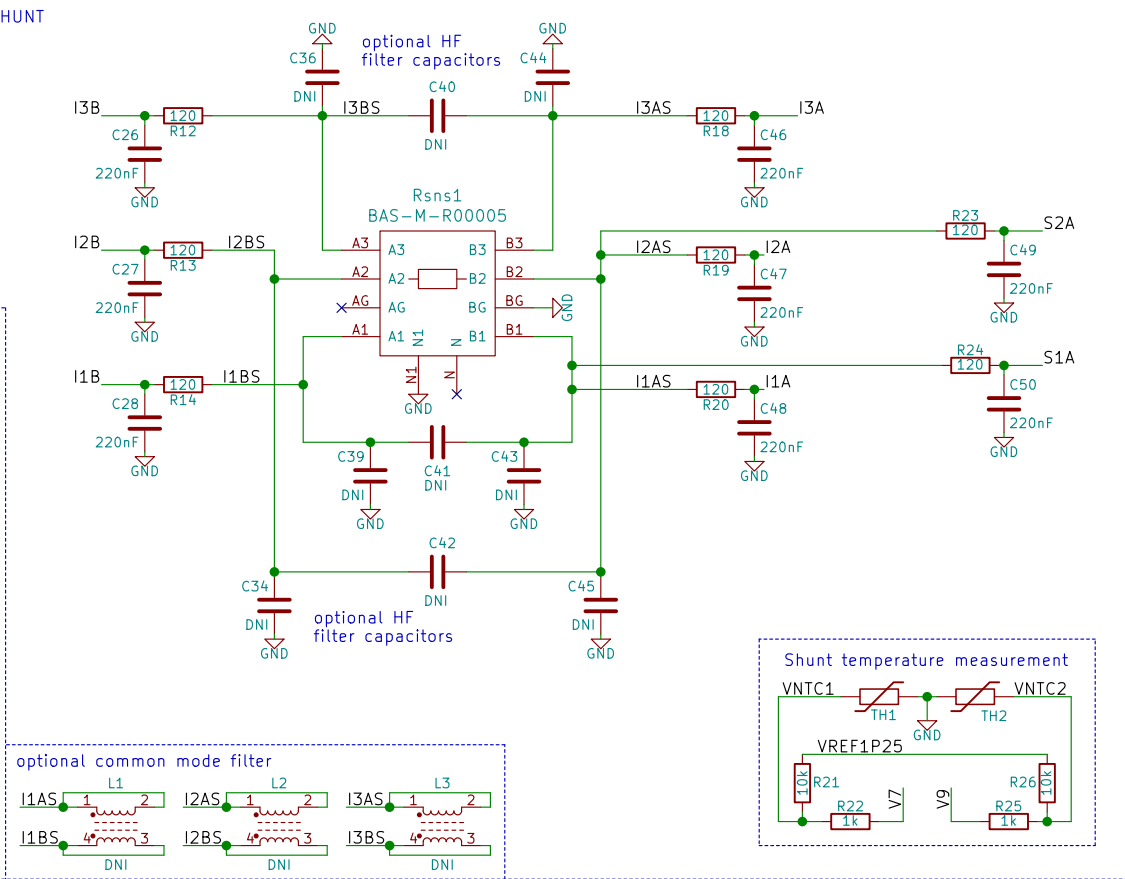 HUNT
GND
GND
optional HF
filter capacitors
C36
C44
DNI
C40
DNI
I3B
I3BS
I3AS
I3A
120
R12
120
R18
C26
DNI
C46
220nF
220nF
GND
GND
Rsns1
BAS-M-R00005
R23
120
S2A
I2B
I2BS
A3
A3
B3
B3
I2AS
I2A
120
R13
120
R19
C27
A2
A2
B2
B2
C47
C49
220nF
AG
AG
BG
BG
GND
220nF
220nF
GND
GND
GND
A1
A1
N1
N
B1
B1
R24
120
S1A
I1B
I1BS
N1
N
I1AS
I1A
120
R14
120
R20
C28
GND
C48
C50
220nF
220nF
220nF
GND
GND
GND
C39
C41
C43
DNI
DNI
DNI
GND
GND
C42
C34
C45
DNI
DNI
DNI
optional HF
filter capacitors
GND
GND
Shunt temperature measurement
VNTC1
VNTC2
TH1
TH2
GND
VREF1P25
10k
R21
R26
10k
R22
1k
V7
V9
R25
1k
optional common mode filter
L1
L2
L3
I1AS
1
2
I2AS
1
2
I3AS
1
2
I1BS
4
3
I2BS
4
3
I3BS
4
3
DNI
DNI
DNI